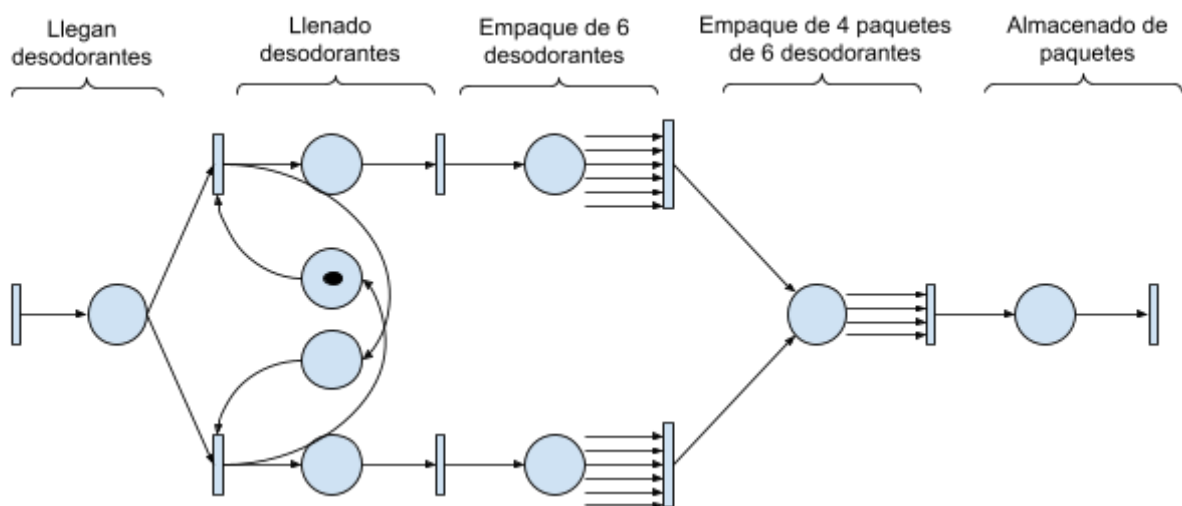 Llegan
desodorantes
Llenado
desodorantes
Empaque de 6
desodorantes
Empaque de 4 paquetes
de 6 desodorantes
Almacenado de
paquetes